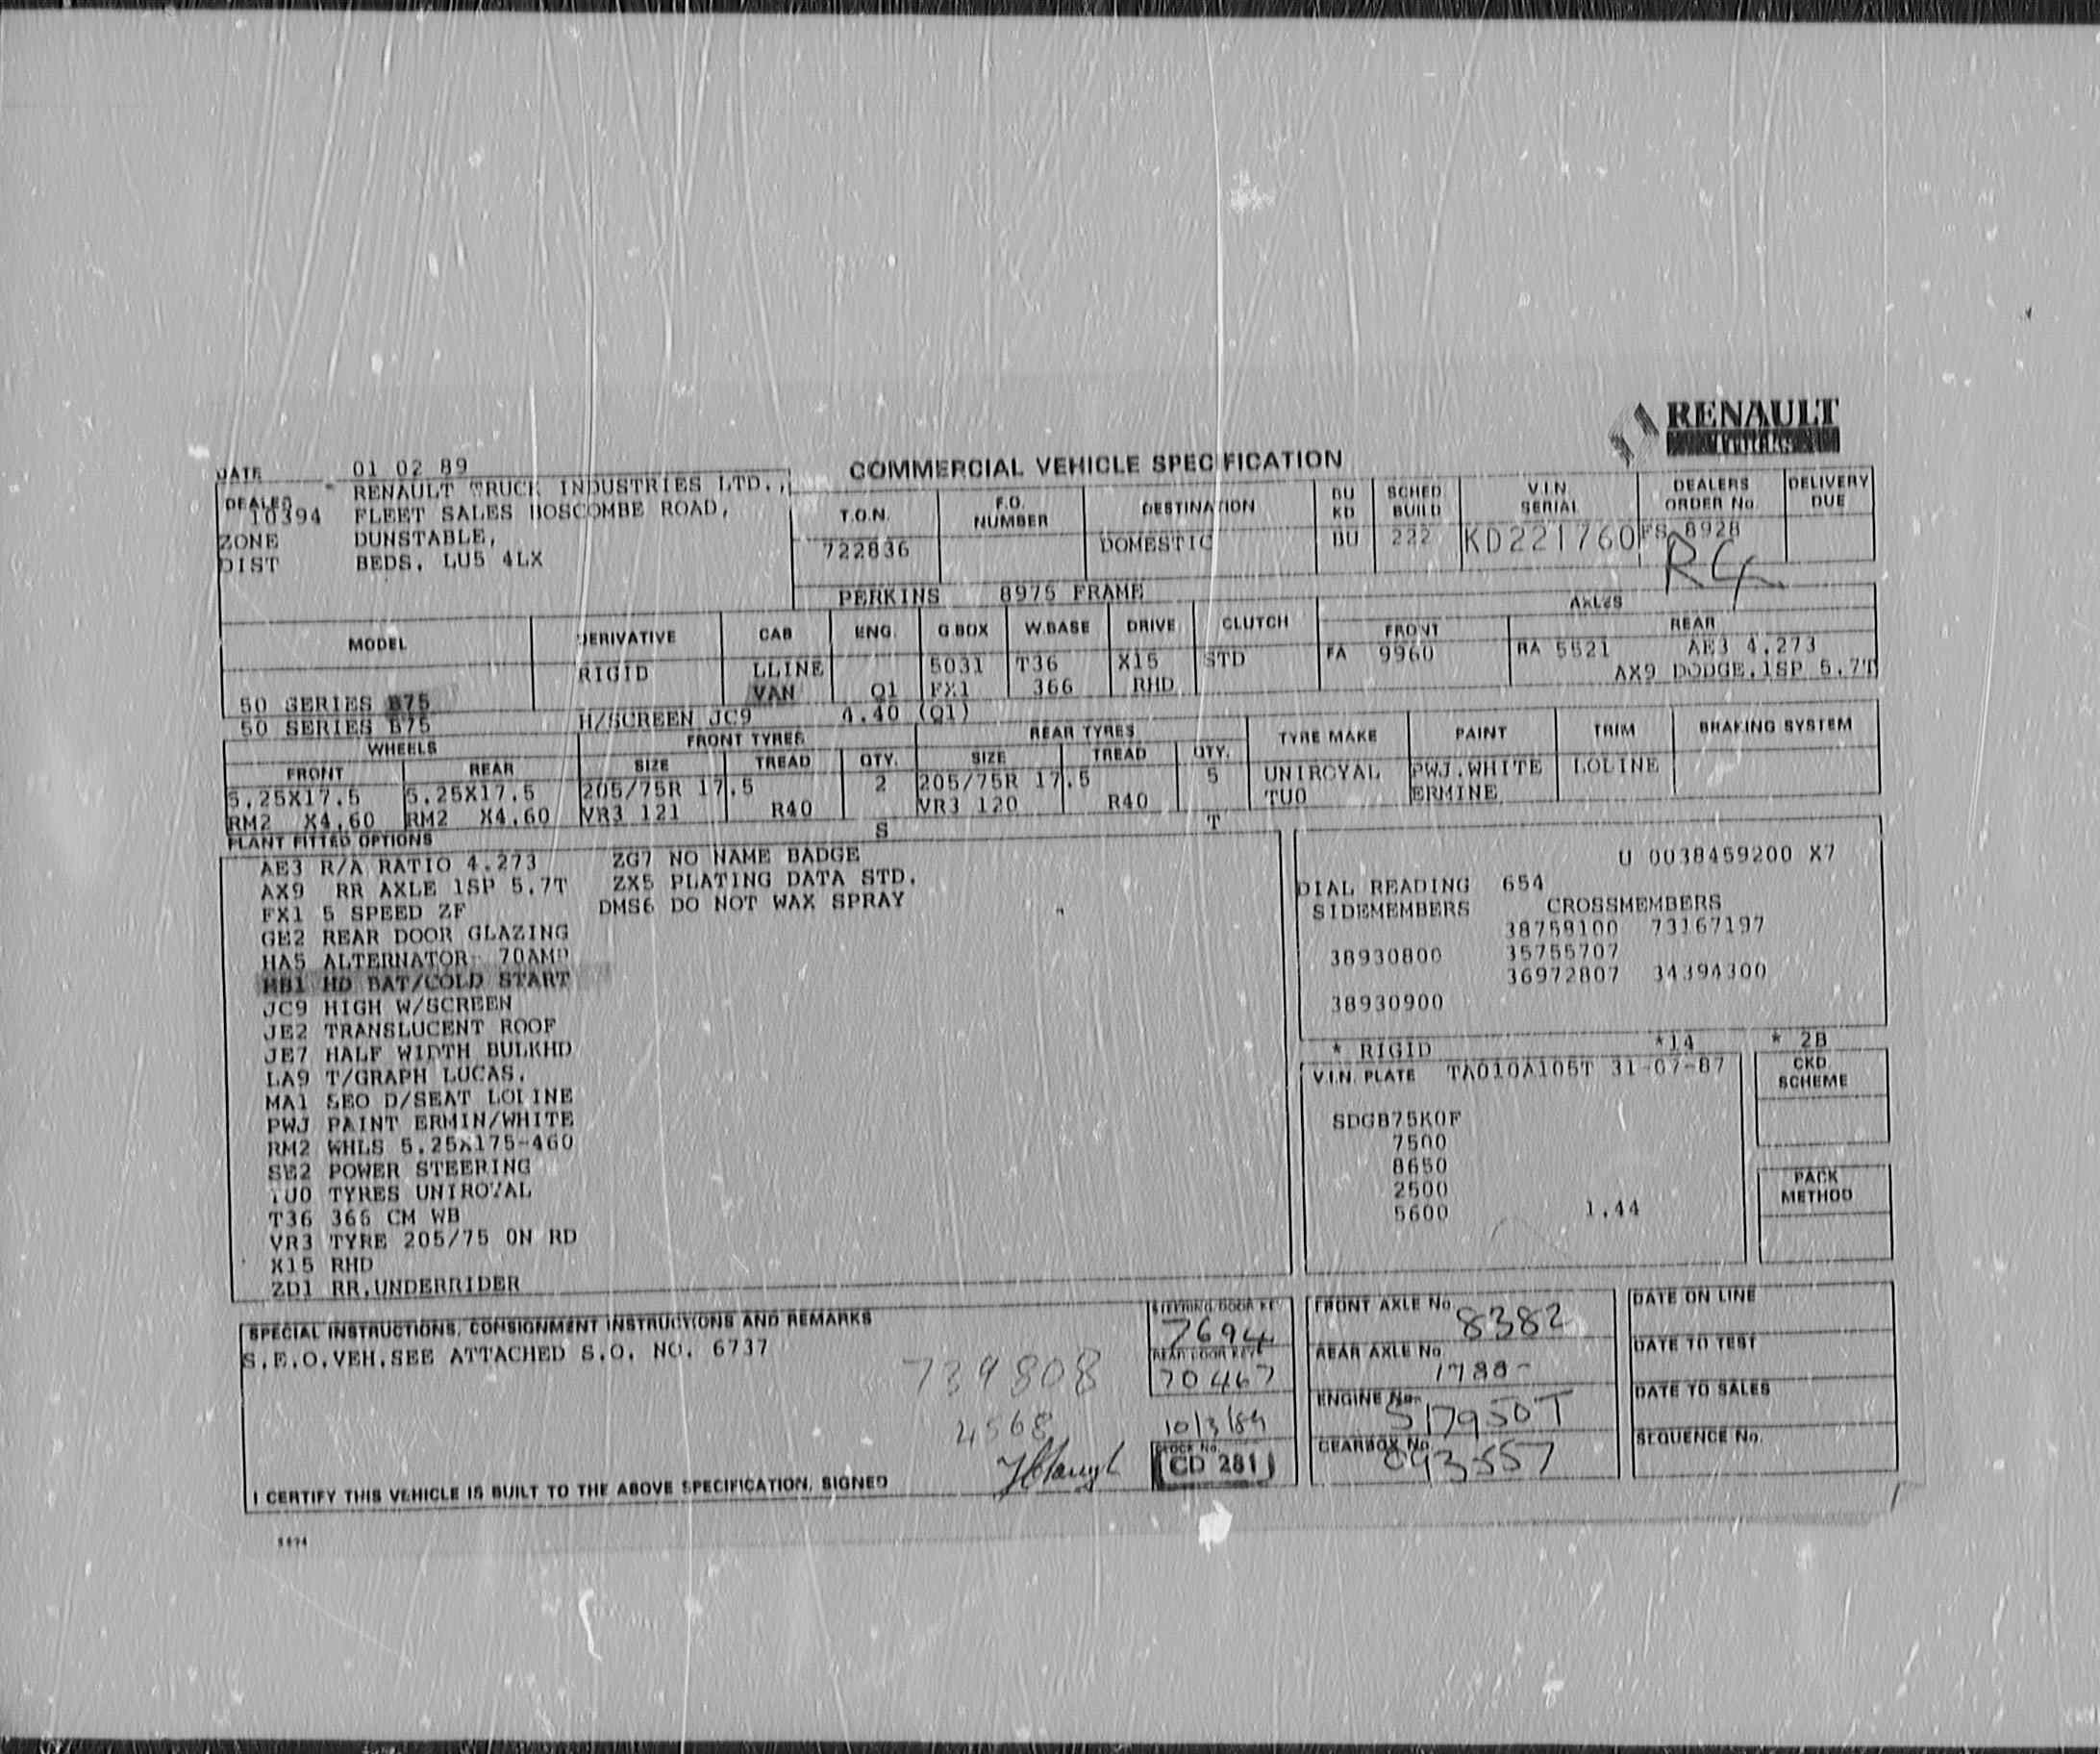 RENAULT
Trucks
COMMERCIAL VEHICLE SPECIFICATION
DATE 01 02 89
DEALER 10394 RENAULT TRUCK INDUSTRIES LTD.,
FLEET SALES BOSCOMBE ROAD,
ZONE DUNSTABLE,
DIST BEDS, LU5 4LX
T.O.N. F.O. NUMBER DESTINATION BU KD SCHED BUILD V.I.N. SERIAL DEALERS ORDER No DELIVERY DUE
722836 DOMESTIC BU 222 KD221760 FS 8928
R4
PERKINS 8975 FRAME
AXLES
MODEL DERIVATIVE CAB ENG. G.BOX W.BASE DRIVE CLUTCH FRONT REAR
RIGID LLINE 5031 T36 X15 STD FA 9960 RA 5521 AE3 4.273
50 SERIES B75 VAN Q1 FX1 366 RHD AX9 DODGE.1SP 5.7T
50 SERIES B75 H/SCREEN JC9 4.40 (Q1)
WHEELS FRONT TYRES REAR TYRES TYRE MAKE PAINT TRIM BRAKING SYSTEM
FRONT REAR SIZE TREAD QTY. SIZE TREAD QTY.
5.25X17.5 5.25X17.5 205/75R 17.5 2 205/75R 17.5 5 UNIROYAL PWJ.WHITE LOLINE
RM2 X4.60 RM2 X4.60 VR3 121 R40 VR3 120 R40 TU0 ERMINE
S T
PLANT FITTED OPTIONS
AE3 R/A RATIO 4.273 ZG7 NO NAME BADGE
AX9 RR AXLE 1SP 5.7T ZX5 PLATING DATA STD.
FX1 5 SPEED ZF DMS6 DO NOT WAX SPRAY
GE2 REAR DOOR GLAZING
HA5 ALTERNATOR- 70AMP
HB1 HD BAT/COLD START
JC9 HIGH W/SCREEN
JE2 TRANSLUCENT ROOF
JE7 HALF WIDTH BULKHD
LA9 T/GRAPH LUCAS.
MA1 SEO D/SEAT LOLINE
PWJ PAINT ERMIN/WHITE
RM2 WHLS 5.25X175-460
SE2 POWER STEERING
TU0 TYRES UNIROYAL
T36 366 CM WB
VR3 TYRE 205/75 ON RD
X15 RHD
ZD1 RR.UNDERRIDER
U 0038459200 X7
DIAL READING 654
SIDEMEMBERS CROSSMEMBERS
38759100 73167197
38930800 35755707
36972807 34394300
38930900
* RIGID *14 * 2B
V.I.N. PLATE TA010A105T 31-07-87
CKD SCHEME
SDGB75K0F
7500
8650
2500
5600 1.44
PACK METHOD
SPECIAL INSTRUCTIONS, CONSIGNMENT INSTRUCTIONS AND REMARKS
S.E.O.VEH.SEE ATTACHED S.O. NO. 6737
739808
4568
STEERING/DOOR KEY
7694
REAR DOOR KEY
70467
10/3/89
STOCK No.
CD 281
FRONT AXLE No. 8382
REAR AXLE No. 1788-
ENGINE No. 517950T
GEARBOX No. 093557
DATE ON LINE
DATE TO TEST
DATE TO SALES
SEQUENCE No.
I CERTIFY THIS VEHICLE IS BUILT TO THE ABOVE SPECIFICATION. SIGNED